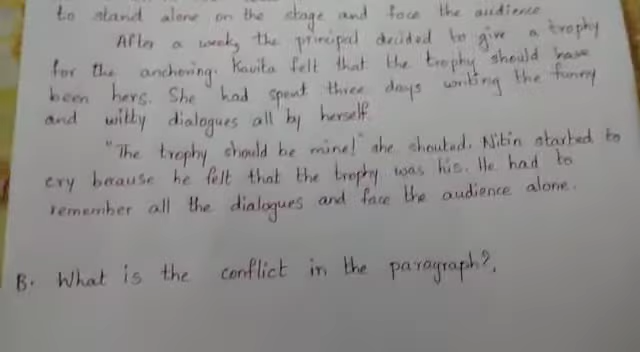 to stand alone on the stage and face the audience
After a week, the principal decided to give a trophy
for the anchoring. Kavita felt that the trophy should have
been hers. She had spent three days writing the funny
and witty dialogues all by herself.
"The trophy should be mine!" she shouted. Nitin started to
cry because he felt that the trophy was his. He had to
remember all the dialogues and face the audience alone.
B. What is the conflict in the paragraph?.